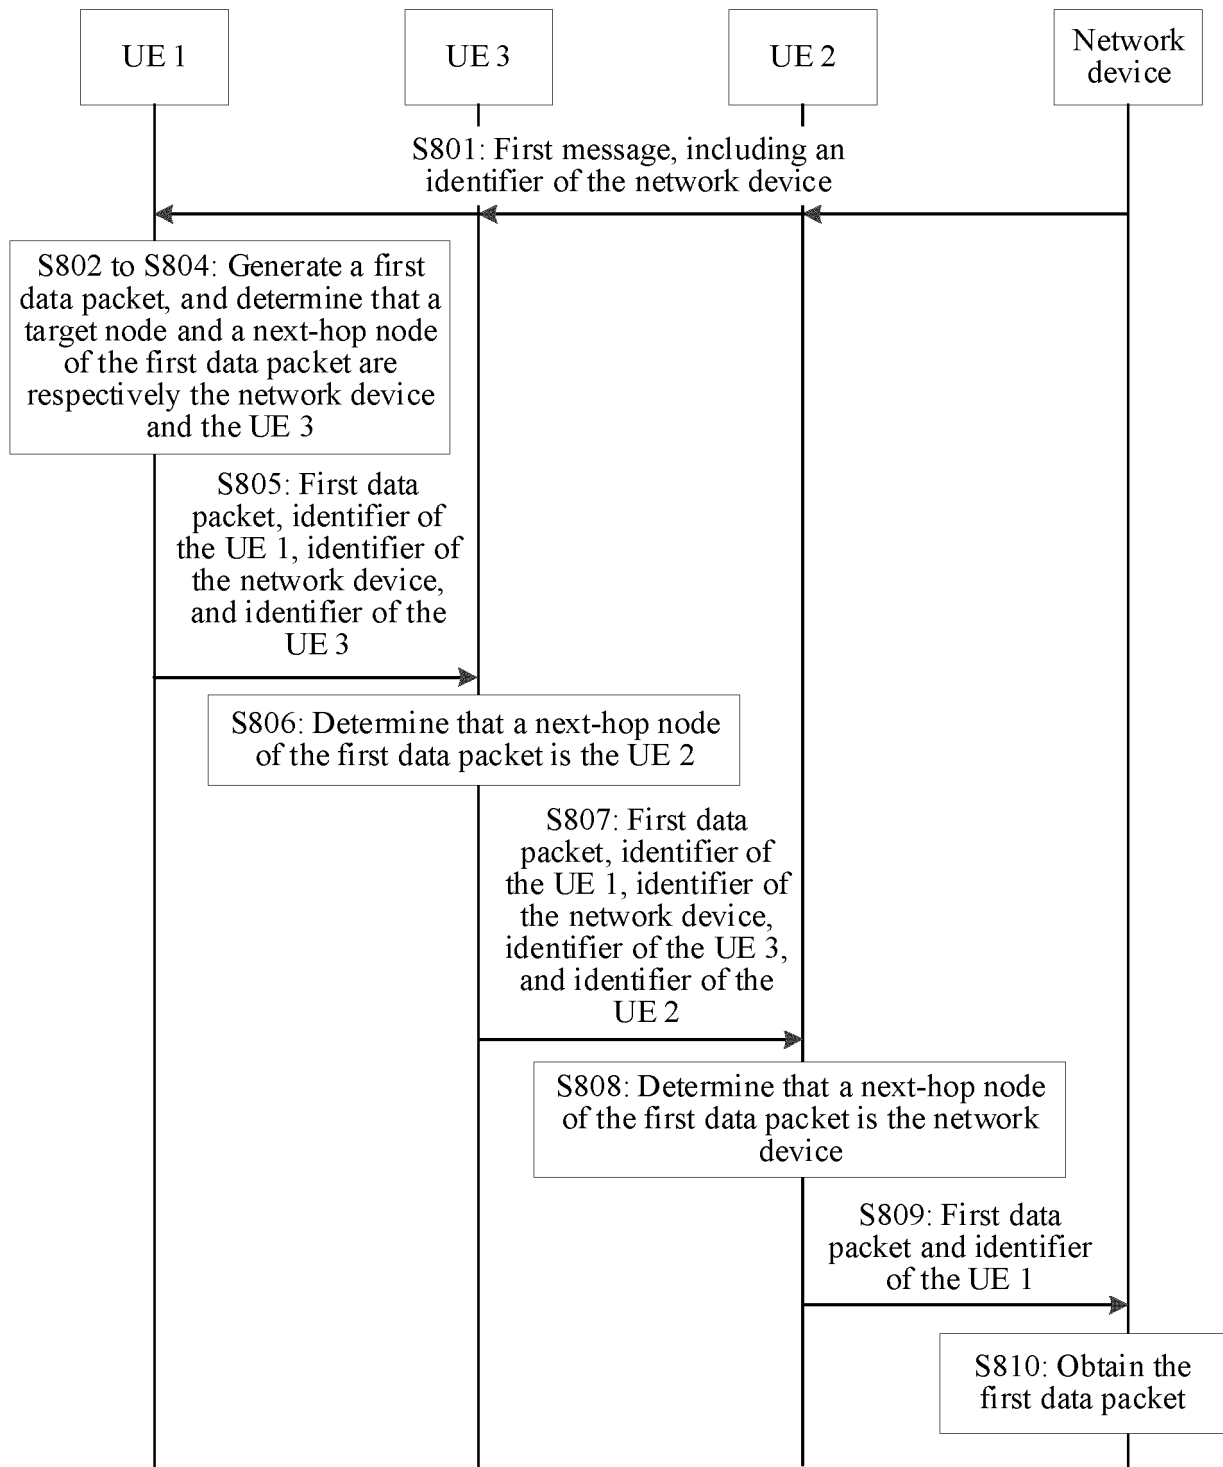 UE 1
UE 3
UE 2
Network
device
S801: First message, including an
identifier of the network device
S802 to S804: Generate a first
data packet, and determine that a
target node and a next-hop node
of the first data packet are
respectively the network device
and the UE 3
S805: First data
packet, identifier of
the UE 1, identifier of
the network device,
and identifier of the
UE 3
S806: Determine that a next-hop node
of the first data packet is the UE 2
S807: First data
packet, identifier of
the UE 1, identifier of
the network device,
identifier of the UE 3,
and identifier of the
UE 2
S808: Determine that a next-hop node
of the first data packet is the network
device
S809: First data
packet and identifier
of the UE 1
S810: Obtain the
first data packet